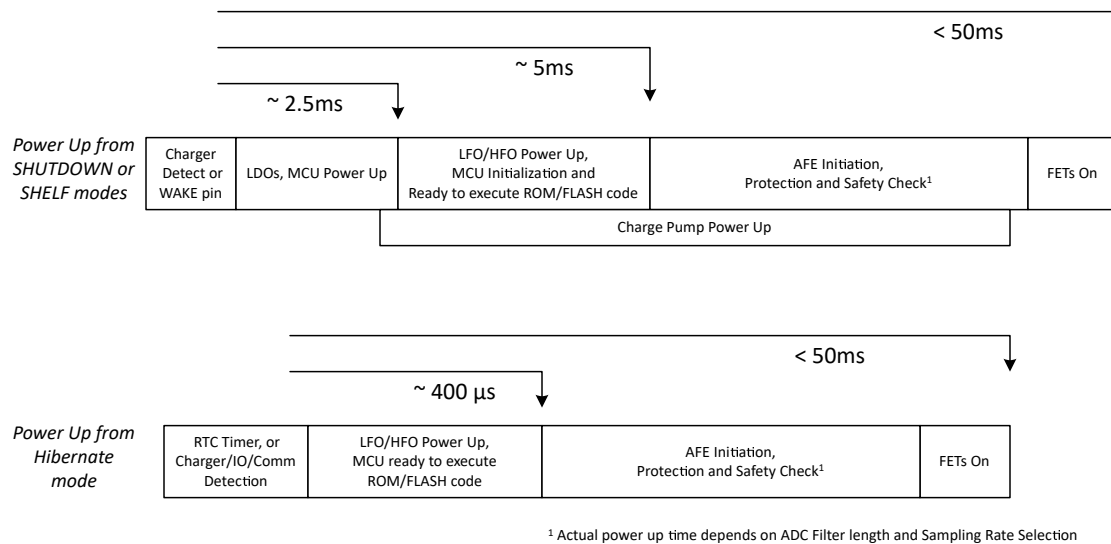 < 50ms
~ 5ms
~ 2.5ms
Power Up from
SHUTDOWN or
SHELF modes
Charger
Detect or
WAKE pin
LDOs, MCU Power Up
LFO/HFO Power Up,
MCU Initialization and
Ready to execute ROM/FLASH code
AFE Initiation,
Protection and Safety Check¹
FETs On
Charge Pump Power Up
< 50ms
~ 400 µs
Power Up from
Hibernate
mode
RTC Timer, or
Charger/IO/Comm
Detection
LFO/HFO Power Up,
MCU ready to execute
ROM/FLASH code
AFE Initiation,
Protection and Safety Check¹
FETs On
¹ Actual power up time depends on ADC Filter length and Sampling Rate Selection